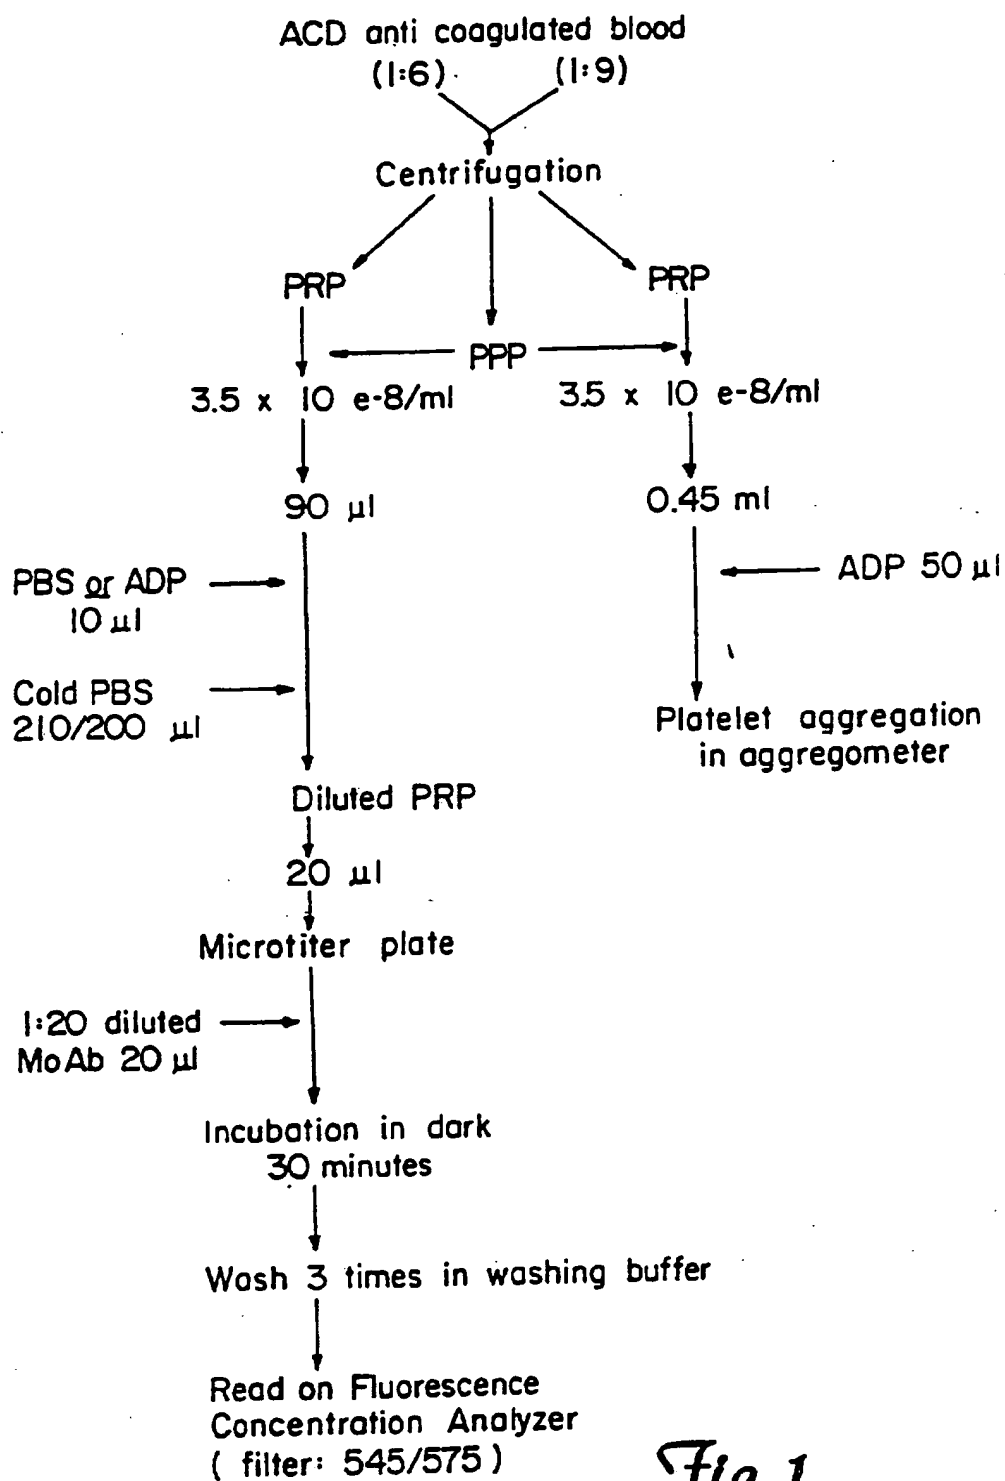 ACD anti coagulated blood
(1:6) (1:9)
Centrifugation
PRP PRP
PPP
3.5 x 10 e-8/ml 3.5 x 10 e-8/ml
90 µl 0.45 ml
PBS or ADP
10 µl
ADP 50 µl
Cold PBS
210/200 µl
Platelet aggregation
in aggregometer
Diluted PRP
20 µl
Microtiter plate
1:20 diluted
MoAb 20 µl
Incubation in dark
30 minutes
Wash 3 times in washing buffer
Read on Fluorescence
Concentration Analyzer
( filter: 545/575 )
Fig. 1